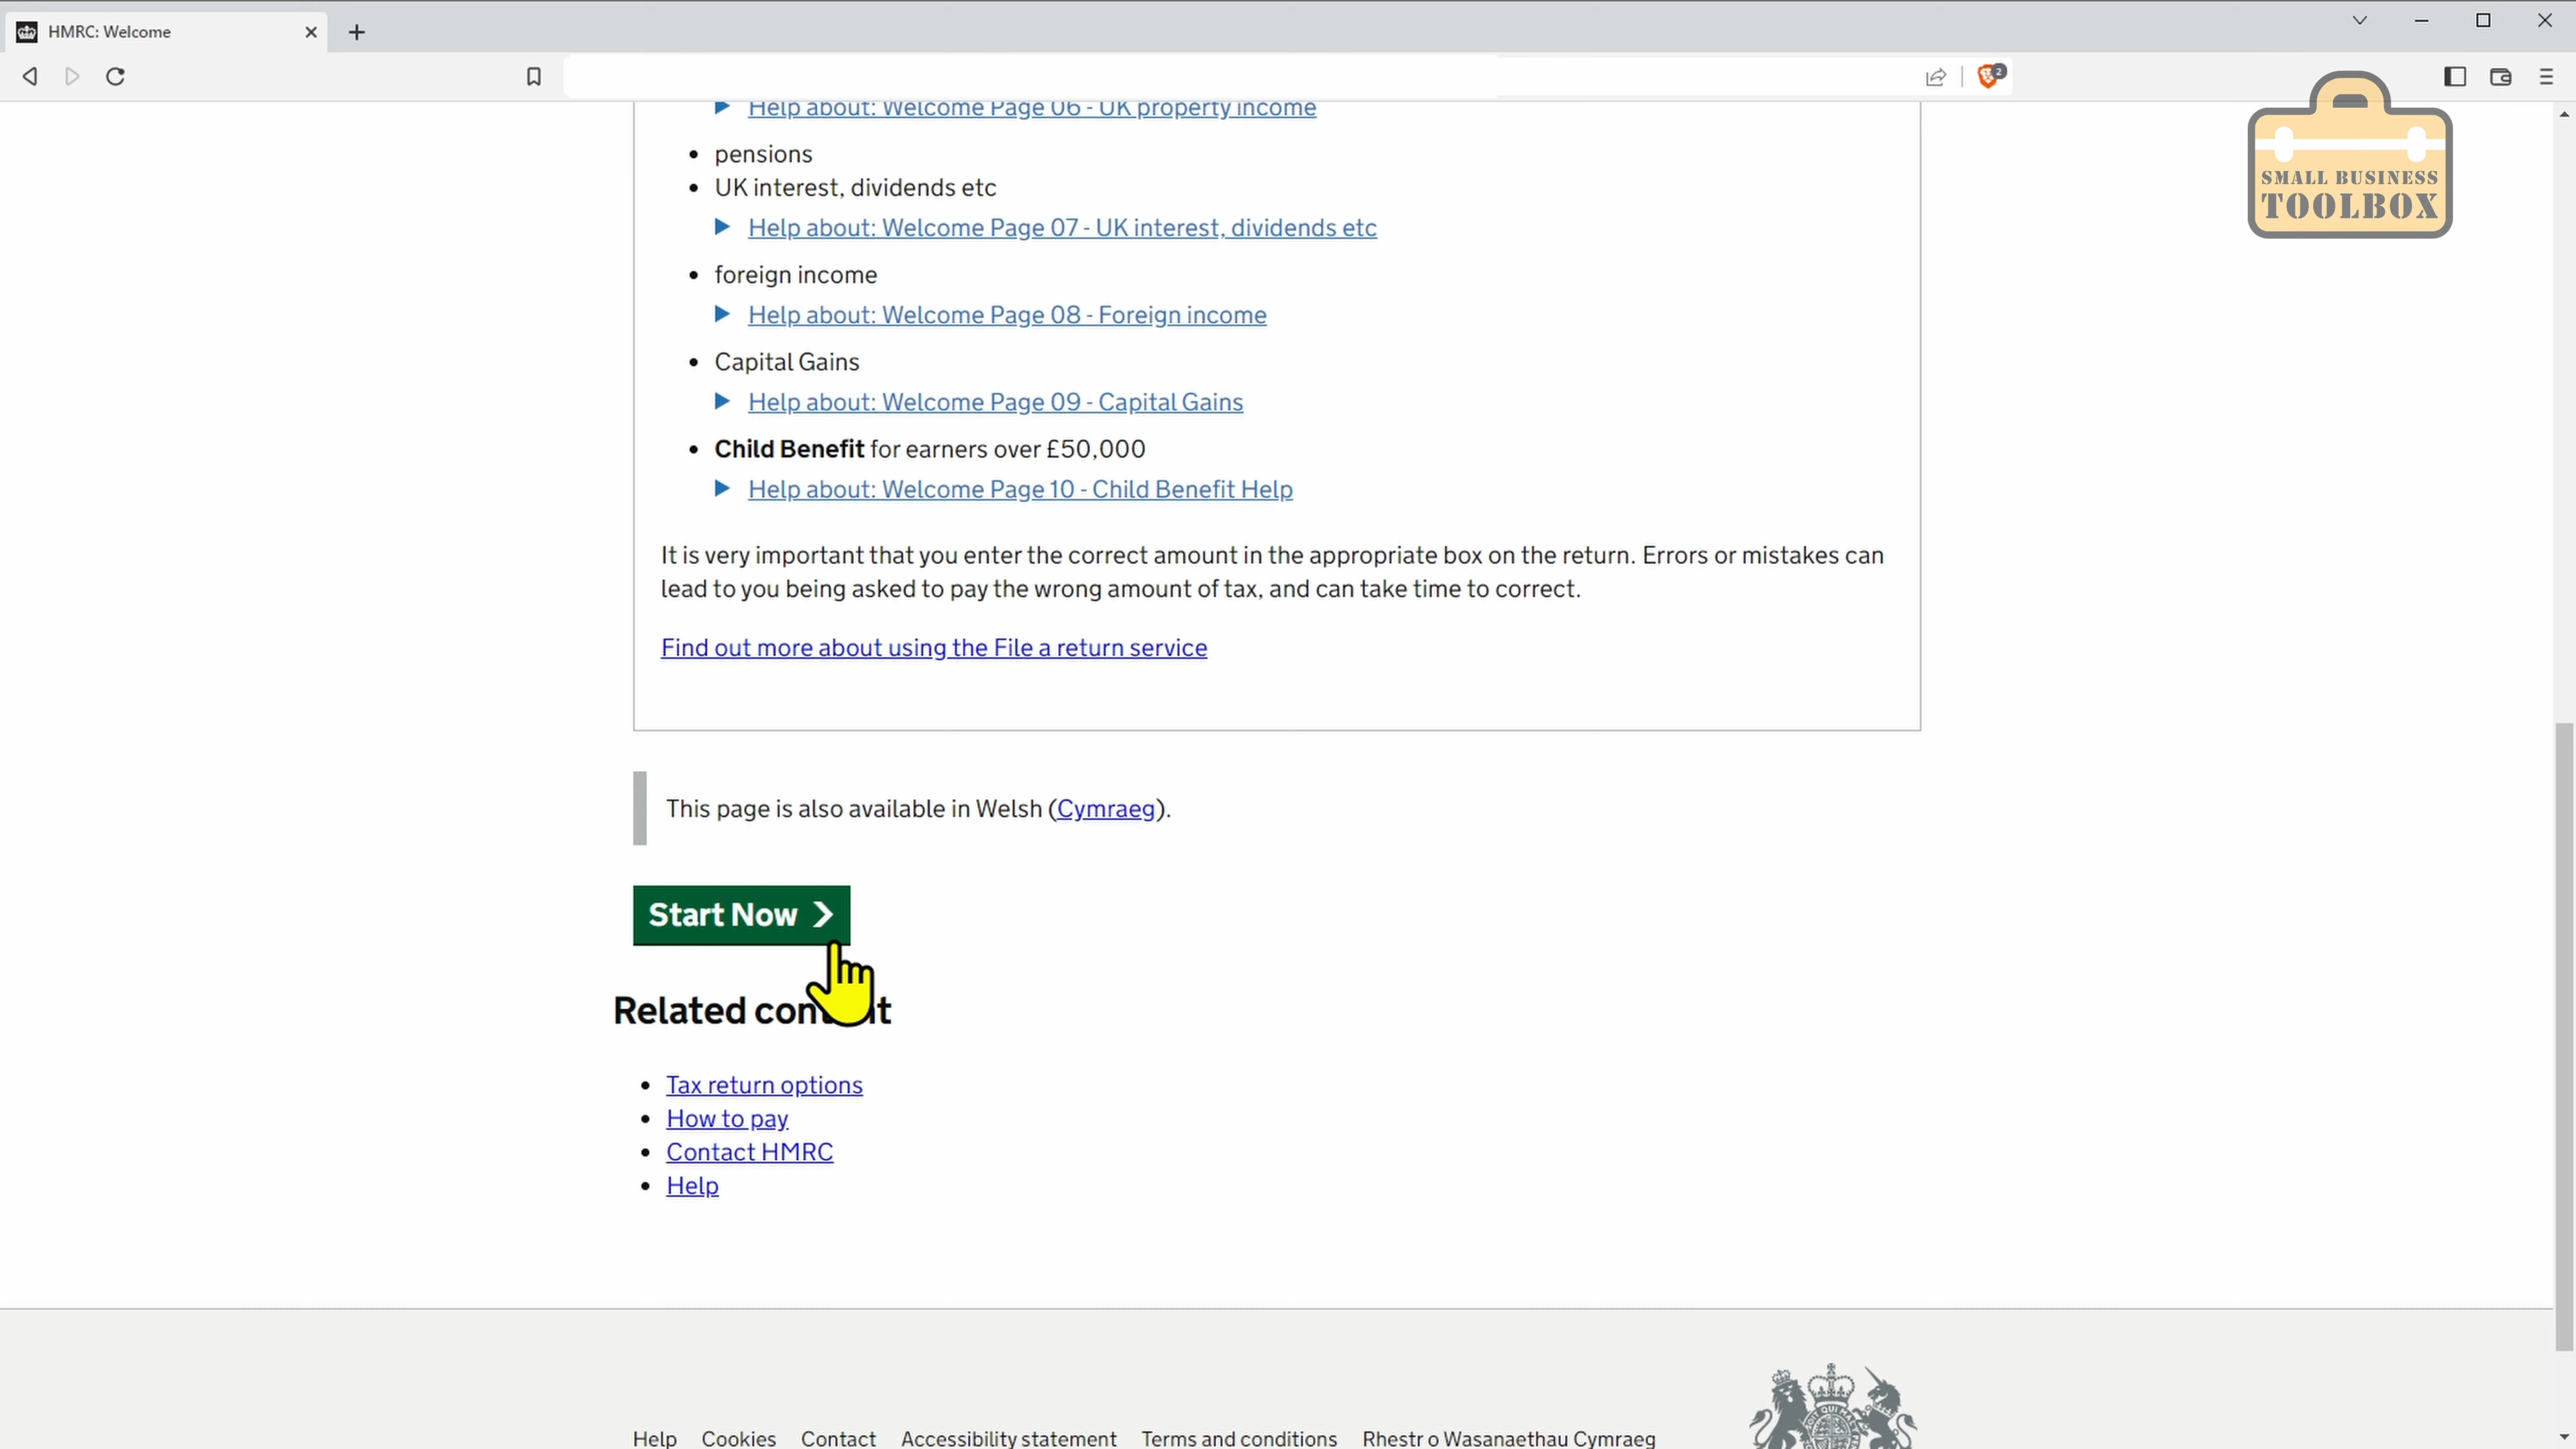 HMRC: Welcome
2
Help about: Welcome Page 06 - UK property income
pensions
UK interest, dividends etc
Help about: Welcome Page 07 - UK interest, dividends etc
foreign income
Help about: Welcome Page 08 - Foreign income
Capital Gains
Help about: Welcome Page 09 - Capital Gains
Child Benefit for earners over £50,000
Help about: Welcome Page 10 - Child Benefit Help
It is very important that you enter the correct amount in the appropriate box on the return. Errors or mistakes can
lead to you being asked to pay the wrong amount of tax, and can take time to correct.
Find out more about using the File a return service
This page is also available in Welsh (Cymraeg).
Start Now
Related
Tax return options
How to pay
Contact HMRC
Help
Help Cookies Contact Accessibility statement Terms and conditions Rhestr o Wasanaethau Cymraeg
SMALL BUSINESS
TOOLBOX